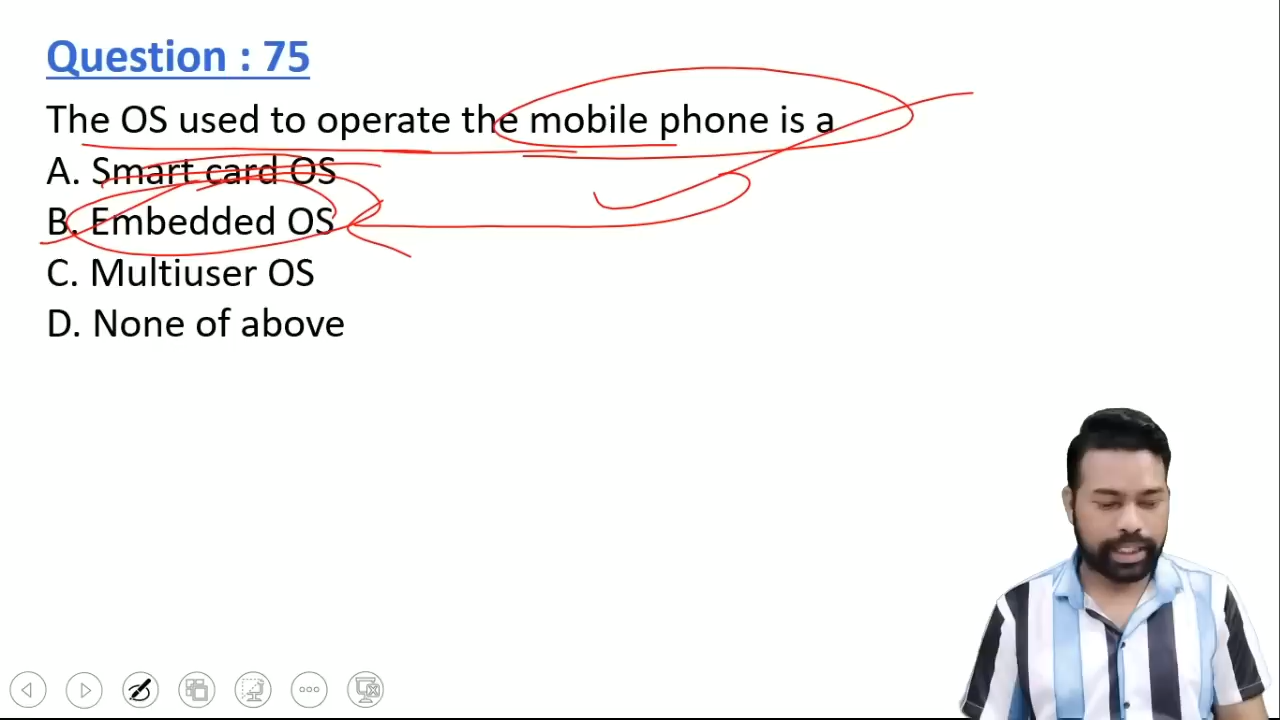 Question : 75
The OS used to operate the mobile phone is a
A. Smart card OS
B. Embedded OS
C. Multiuser OS
D. None of above